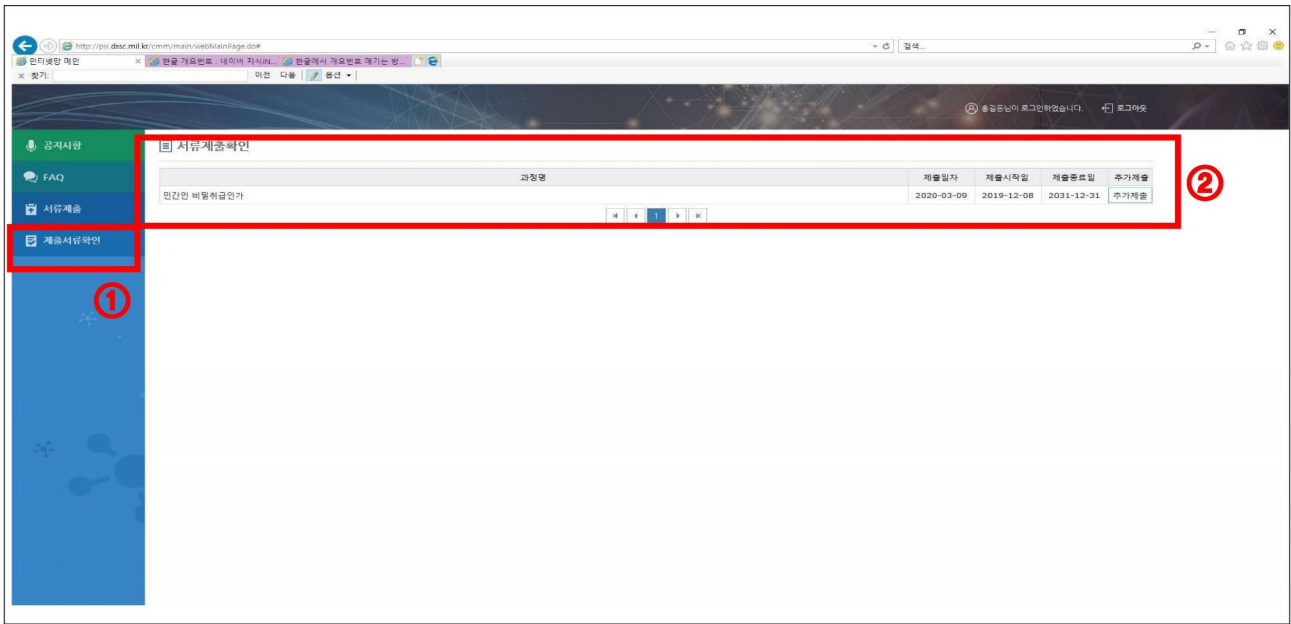 http://psi.dssc.mil.kr/cmm/main/webMainPage.do#
검색...
인터넷망 메인
한글 개요번호 : 네이버 지식iN...
한글에서 개요번호 매기는 방...
찾기:
이전 다음 옵션
홍길동님이 로그인하였습니다. 로그아웃
공지사항
FAQ
서류제출
제출서류확인
①
서류제출확인
과정명 제출일자 제출시작일 제출종료일 추가제출
민간인 비밀취급인가 2020-03-09 2019-12-08 2031-12-31 추가제출
1
②